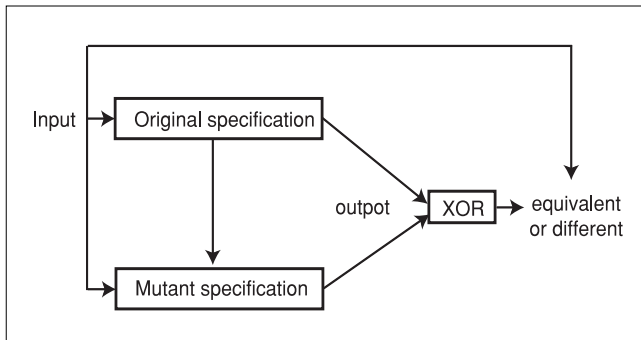 Input
Original specification
outpot
XOR
equivalent
or different
Mutant specification